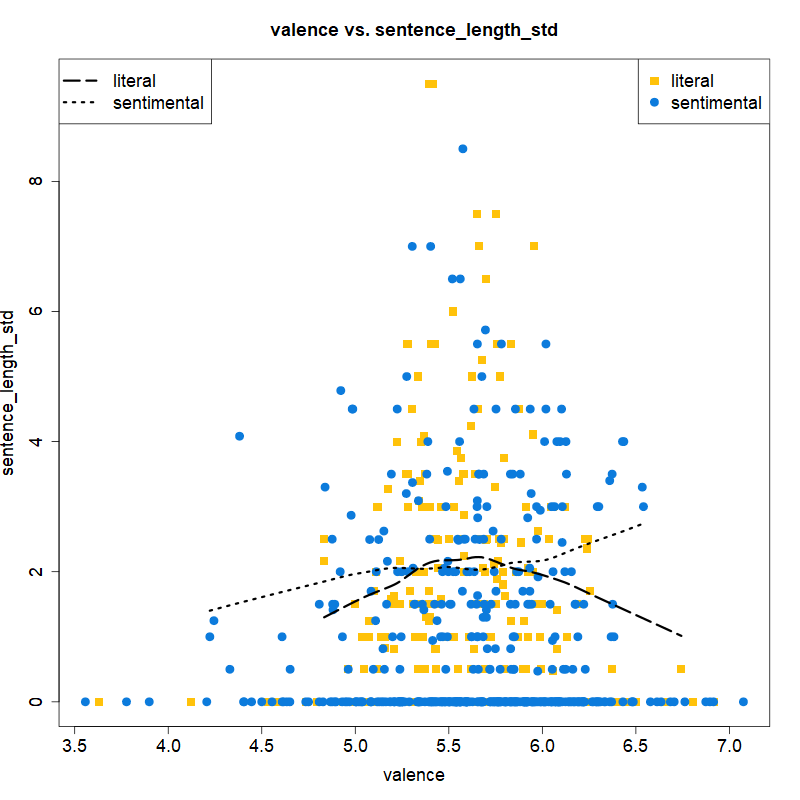 valence vs. sentence_length_std
literal
sentimental
literal
sentimental
sentence_length_std
8
6
4
2
0
3.5 4.0 4.5 5.0 5.5 6.0 6.5 7.0
valence